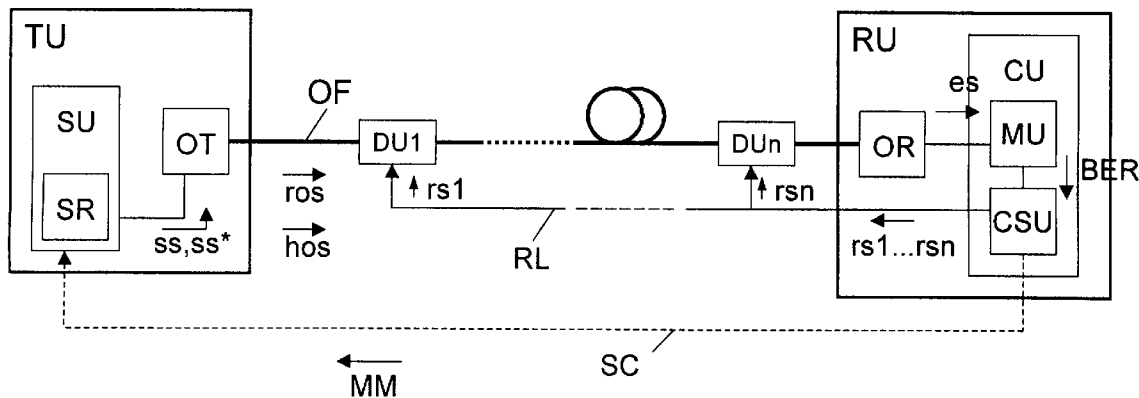 TU
SU
SR
OT
ss,ss*
OF
ros
hos
DU1
rs1
RL
DUn
rsn
RU
OR
es
CU
MU
BER
CSU
rs1...rsn
SC
MM